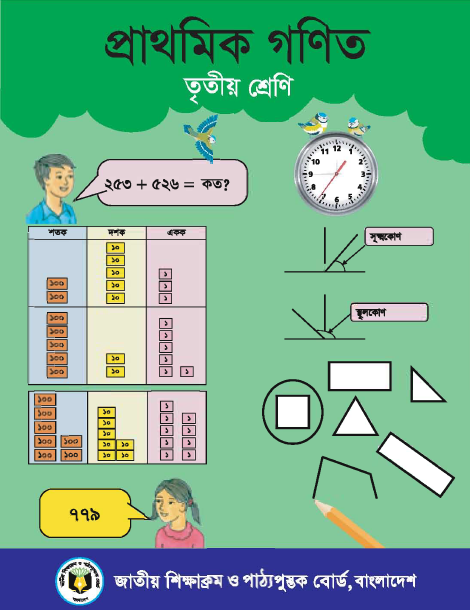 প্রাথমিক গণিত
তৃতীয় শ্রেণি
২৫৩ + ৫২৬ = কত?
11 12 1
10 2
9 3
8 4
7 6 5
শতক দশক একক
১০
১০
১০০ ১০ ১
১০০ ১০ ১
১০০ ১০ ১
১০০ ১
১০০ ১
১০০ ১
১০০ ১০ ১
১০০ ১০ ১ ১
১০০ ১
১০০ ১০ ১ ১
১০০ ১০ ১ ১
১০০ ১০০ ১০ ১০ ১ ১
১০০ ১০০ ১০ ১০ ১ ১
সূক্ষ্মকোণ
স্থূলকোণ
৭৭৯
জাতীয় শিক্ষাক্রম ও পাঠ্যপুস্তক বোর্ড, বাংলাদেশ